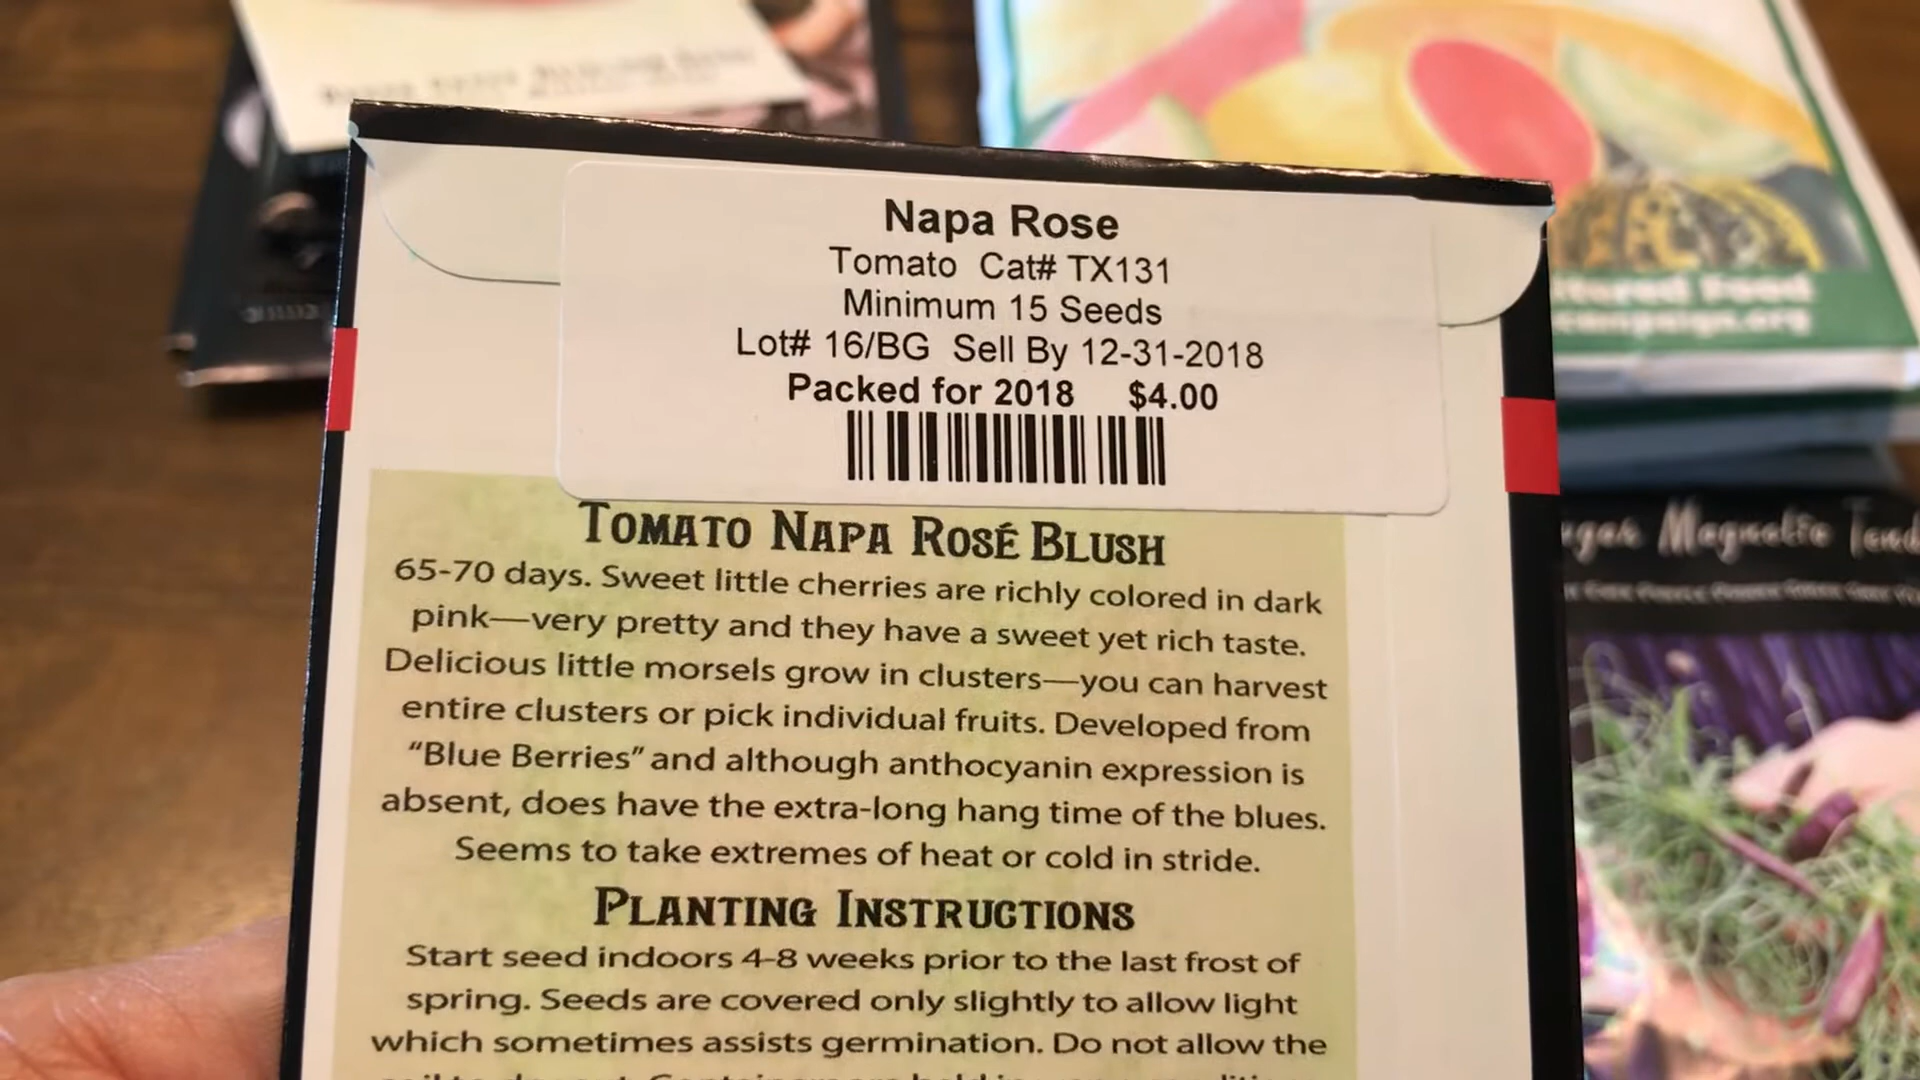 Napa Rose
Tomato Cat# TX131
Minimum 15 Seeds
Lot# 16/BG Sell By 12-31-2018
Packed for 2018 $4.00
TOMATO NAPA ROSÉ BLUSH
65-70 days. Sweet little cherries are richly colored in dark
pink—very pretty and they have a sweet yet rich taste.
Delicious little morsels grow in clusters—you can harvest
entire clusters or pick individual fruits. Developed from
“Blue Berries” and although anthocyanin expression is
absent, does have the extra-long hang time of the blues.
Seems to take extremes of heat or cold in stride.
PLANTING INSTRUCTIONS
Start seed indoors 4-8 weeks prior to the last frost of
spring. Seeds are covered only slightly to allow light
which sometimes assists germination. Do not allow the
Food
Magnolia